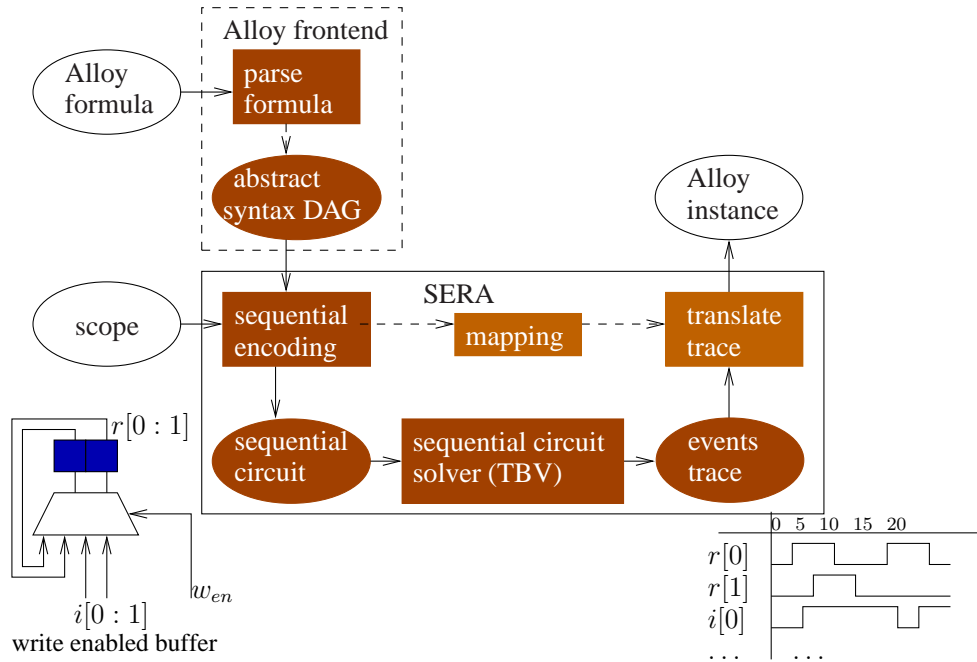 Alloy frontend
Alloy
formula
parse
formula
abstract
syntax DAG
Alloy
instance
SERA
scope
sequential
encoding
mapping
translate
trace
r[0 : 1]
sequential
circuit
sequential circuit
solver (TBV)
events
trace
w_{en}
i[0 : 1]
write enabled buffer
0 5 10 15 20
r[0]
r[1]
i[0]
. . . . . .